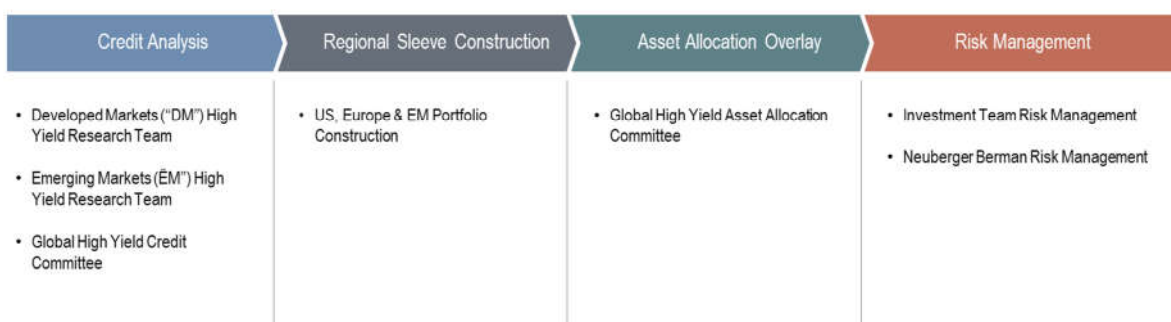 Credit Analysis
Regional Sleeve Construction
Asset Allocation Overlay
Risk Management
• Developed Markets (“DM”) High
Yield Research Team
• Emerging Markets (ËM”) High
Yield Research Team
• Global High Yield Credit
Committee
• US, Europe & EM Portfolio
Construction
• Global High Yield Asset Allocation
Committee
• Investment Team Risk Management
• Neuberger Berman Risk Management